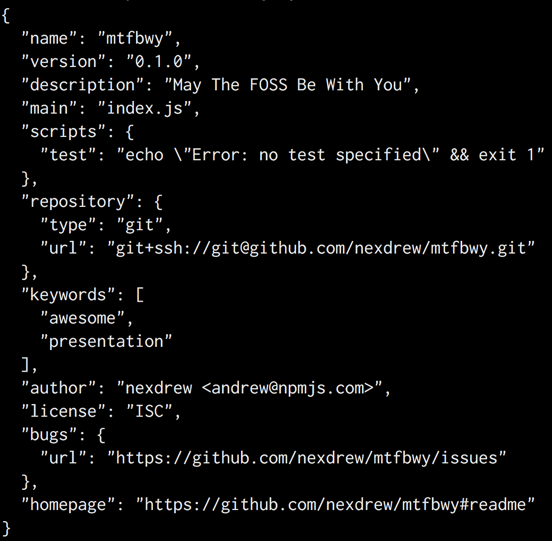 {
  "name": "mtfbwy",
  "version": "0.1.0",
  "description": "May The FOSS Be With You",
  "main": "index.js",
  "scripts": {
    "test": "echo \"Error: no test specified\" && exit 1"
  },
  "repository": {
    "type": "git",
    "url": "git+ssh://git@github.com/nexdrew/mtfbwy.git"
  },
  "keywords": [
    "awesome",
    "presentation"
  ],
  "author": "nexdrew <andrew@npmjs.com>",
  "license": "ISC",
  "bugs": {
    "url": "https://github.com/nexdrew/mtfbwy/issues"
  },
  "homepage": "https://github.com/nexdrew/mtfbwy#readme"
}